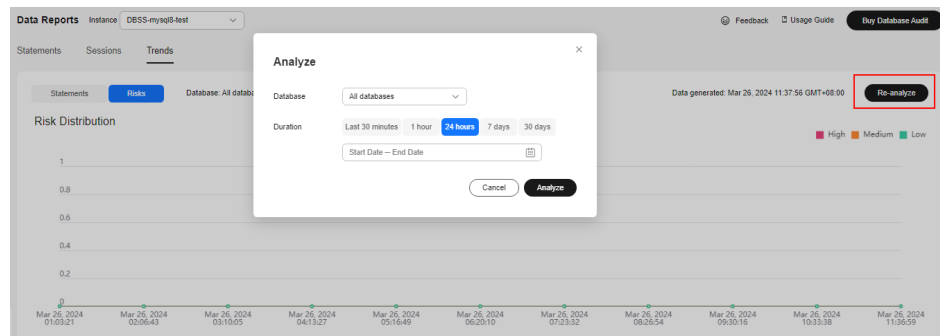 Data Reports Instance DBSS-mysql8-test Feedback Usage Guide Buy Database Audit
Statements Sessions Trends
Analyze
Statements Risks Database: All databa Data generated: Mar 26, 2024 11:37:56 GMT+08:00 Re-analyze
Database All databases
Risk Distribution
Duration Last 30 minutes 1 hour 24 hours 7 days 30 days
High Medium Low
Start Date — End Date
1
Cancel Analyze
0.8
0.6
0.4
0.2
0
Mar 26, 2024 Mar 26, 2024 Mar 26, 2024 Mar 26, 2024 Mar 26, 2024 Mar 26, 2024 Mar 26, 2024 Mar 26, 2024 Mar 26, 2024 Mar 26, 2024 Mar 26, 2024
01:03:21 02:06:43 03:10:05 04:13:27 05:16:49 06:20:10 07:23:32 08:26:54 09:30:16 10:33:38 11:36:59